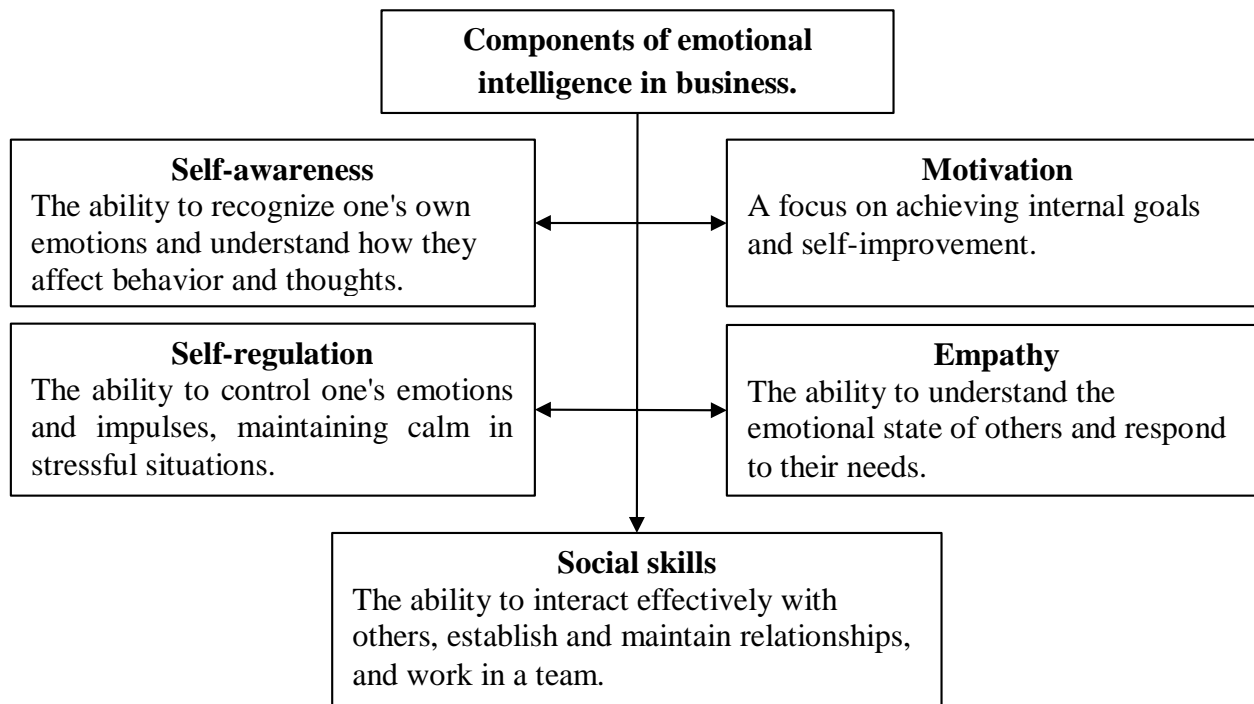 Components of emotional
intelligence in business.
Self-awareness
The ability to recognize one's own
emotions and understand how they
affect behavior and thoughts.
Motivation
A focus on achieving internal goals
and self-improvement.
Self-regulation
The ability to control one's emotions
and impulses, maintaining calm in
stressful situations.
Empathy
The ability to understand the
emotional state of others and respond
to their needs.
Social skills
The ability to interact effectively with
others, establish and maintain relationships,
and work in a team.